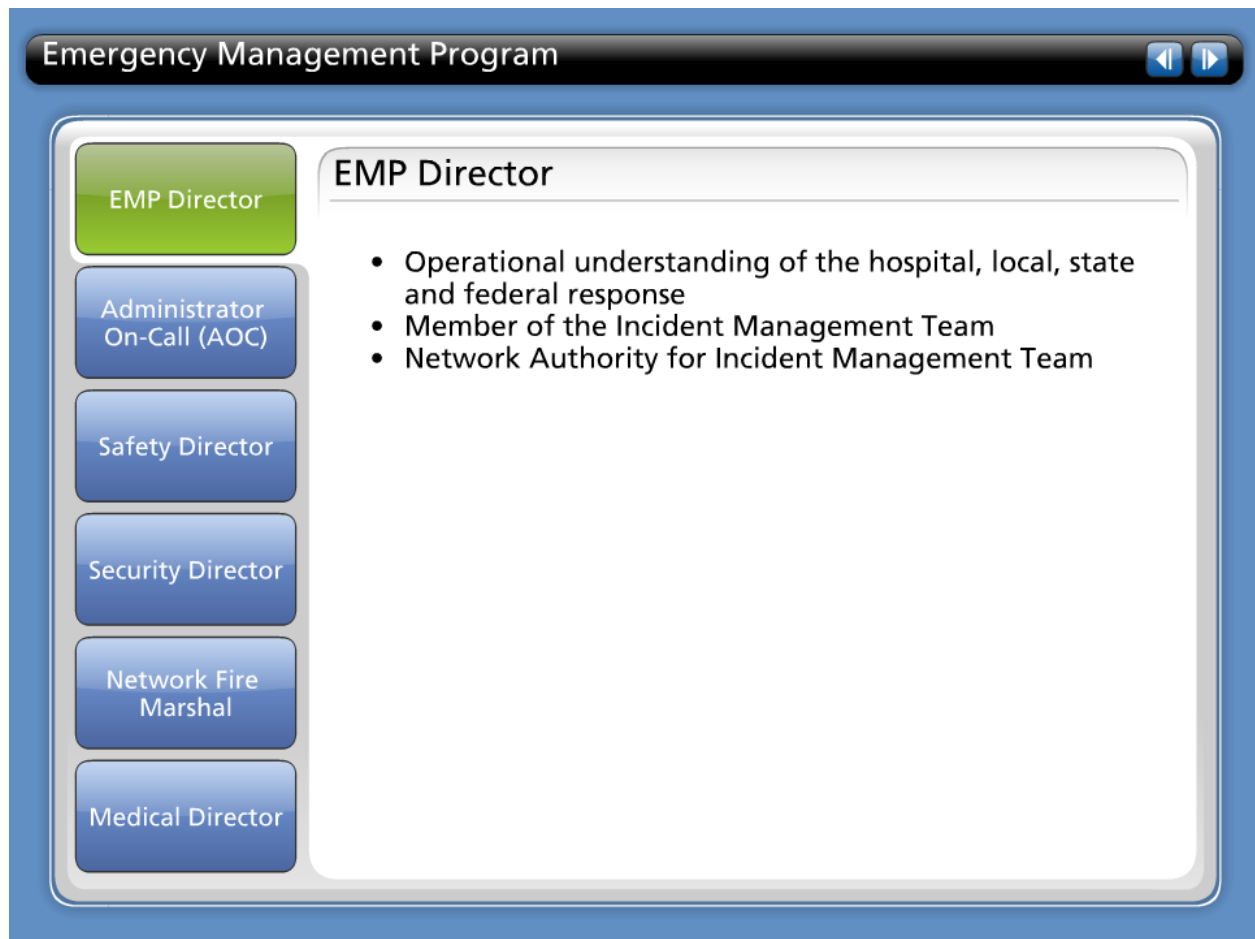 Emergency Management Program
EMP Director
Administrator
On-Call (AOC)
Safety Director
Security Director
Network Fire
Marshal
Medical Director
EMP Director
• Operational understanding of the hospital, local, state
and federal response
• Member of the Incident Management Team
• Network Authority for Incident Management Team